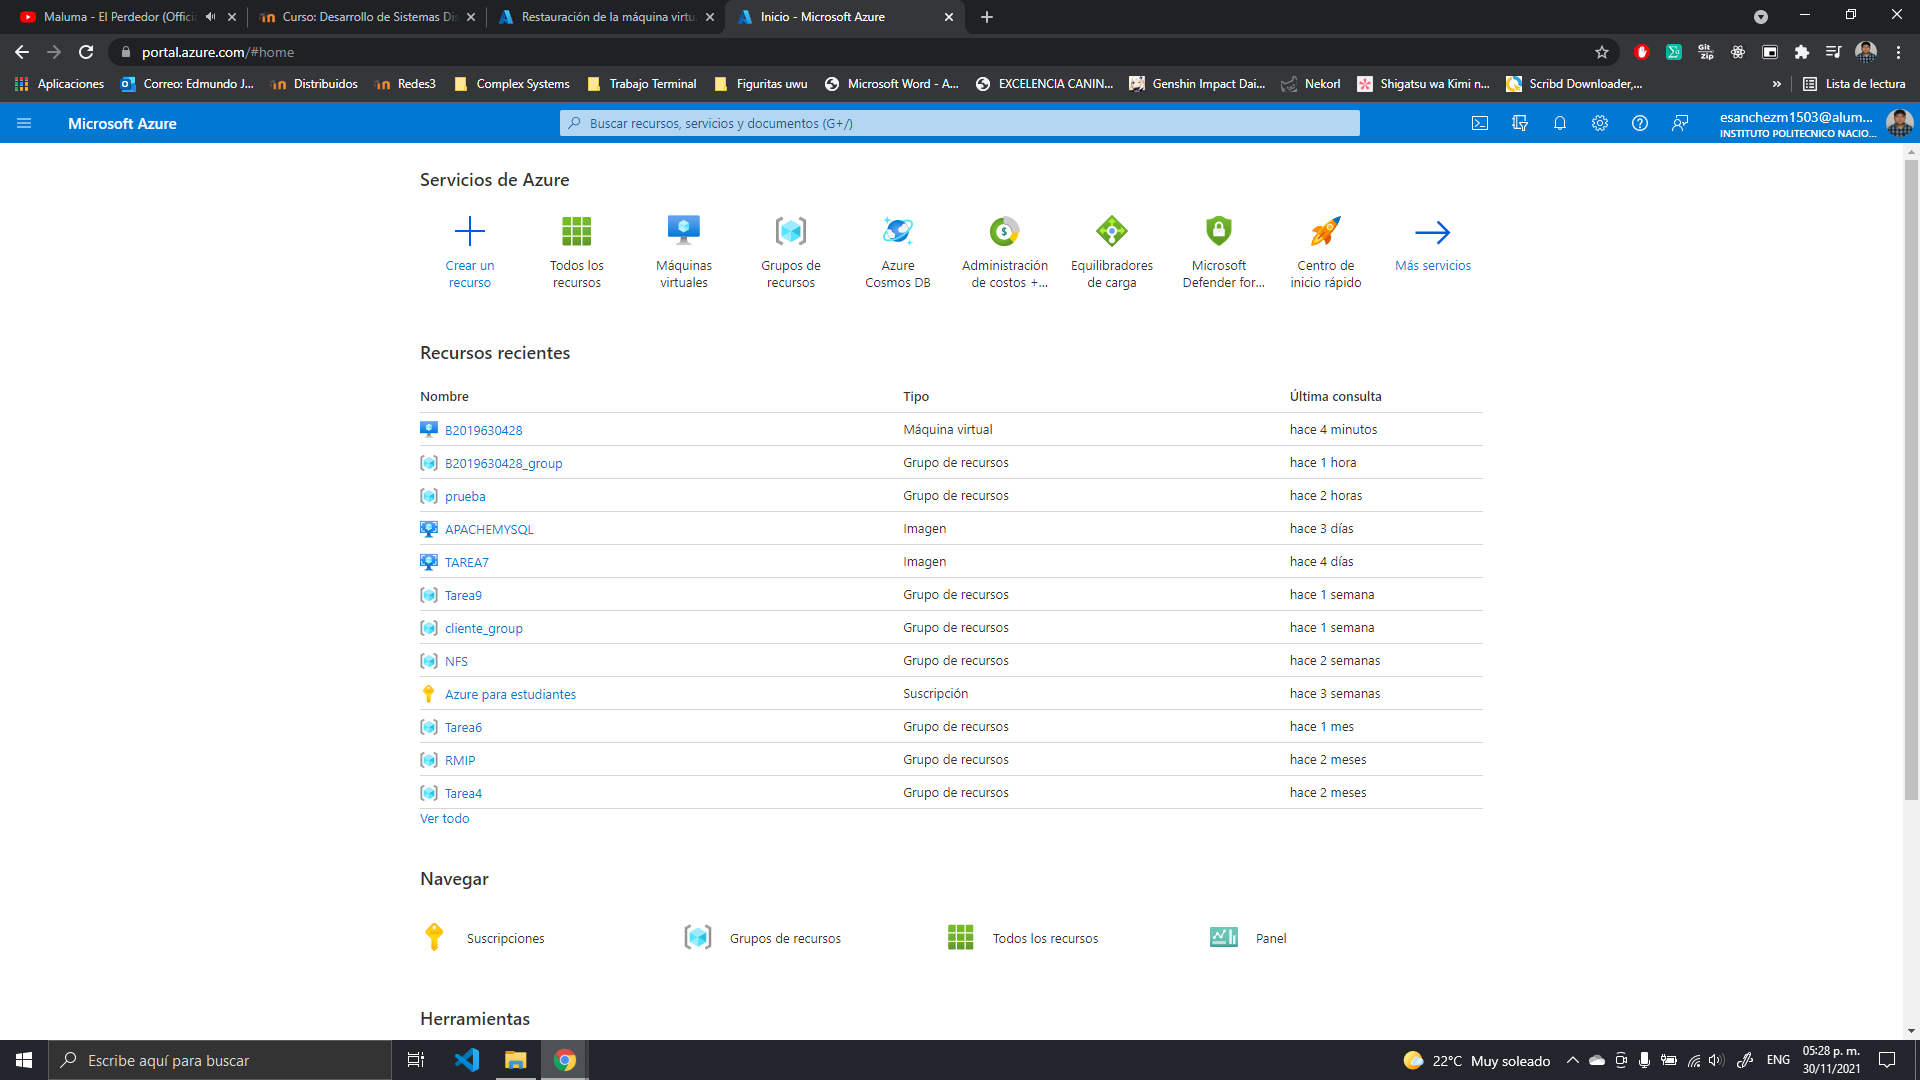 Maluma - El Perdedor (Officia
Curso: Desarrollo de Sistemas Dis
Restauración de la máquina virtu
Inicio - Microsoft Azure
portal.azure.com/#home
Aplicaciones
Correo: Edmundo J...
Distribuidos
Redes3
Complex Systems
Trabajo Terminal
Figuritas uwu
Microsoft Word - A...
EXCELENCIA CANIN...
Genshin Impact Dai...
Nekorl
Shigatsu wa Kimi n...
Scribd Downloader,...
»
Lista de lectura
Microsoft Azure
Buscar recursos, servicios y documentos (G+/)
esanchezm1503@alum...
INSTITUTO POLITECNICO NACIO...
Servicios de Azure
Crear un
recurso
Todos los
recursos
Máquinas
virtuales
Grupos de
recursos
Azure
Cosmos DB
Administración
de costos +...
Equilibradores
de carga
Microsoft
Defender for...
Centro de
inicio rápido
Más servicios
Recursos recientes
Nombre Tipo Última consulta
B2019630428 Máquina virtual hace 4 minutos
B2019630428_group Grupo de recursos hace 1 hora
prueba Grupo de recursos hace 2 horas
APACHEMYSQL Imagen hace 3 días
TAREA7 Imagen hace 4 días
Tarea9 Grupo de recursos hace 1 semana
cliente_group Grupo de recursos hace 1 semana
NFS Grupo de recursos hace 2 semanas
Azure para estudiantes Suscripción hace 3 semanas
Tarea6 Grupo de recursos hace 1 mes
RMIP Grupo de recursos hace 2 meses
Tarea4 Grupo de recursos hace 2 meses
Ver todo
Navegar
Suscripciones
Grupos de recursos
Todos los recursos
Panel
Herramientas
Escribe aquí para buscar
22°C Muy soleado
ENG
05:28 p. m.
30/11/2021